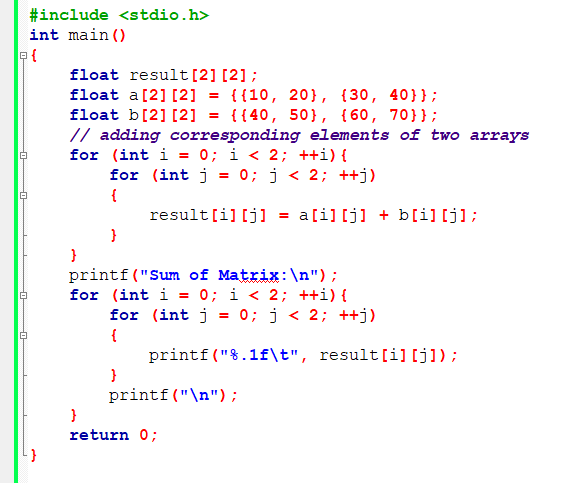 #include <stdio.h>
int main()
{
    float result[2][2];
    float a[2][2] = {{10, 20}, {30, 40}};
    float b[2][2] = {{40, 50}, {60, 70}};
    // adding corresponding elements of two arrays
    for (int i = 0; i < 2; ++i){
        for (int j = 0; j < 2; ++j)
        {
            result[i][j] = a[i][j] + b[i][j];
        }
    }
    printf("Sum of Matrix:\n");
    for (int i = 0; i < 2; ++i){
        for (int j = 0; j < 2; ++j)
        {
            printf("%.1f\t", result[i][j]);
        }
        printf("\n");
    }
    return 0;
}